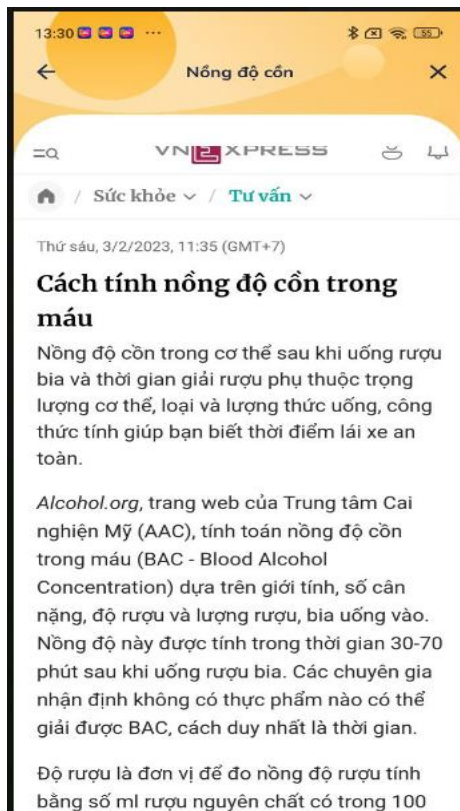 13:30 ... 55
Nồng độ cồn
VNEXPRESS
/ Sức khỏe / Tư vấn
Thứ sáu, 3/2/2023, 11:35 (GMT+7)
Cách tính nồng độ cồn trong
máu
Nồng độ cồn trong cơ thể sau khi uống rượu
bia và thời gian giải rượu phụ thuộc trọng
lượng cơ thể, loại và lượng thức uống, công
thức tính giúp bạn biết thời điểm lái xe an
toàn.
Alcohol.org, trang web của Trung tâm Cai
nghiện Mỹ (AAC), tính toán nồng độ cồn
trong máu (BAC - Blood Alcohol
Concentration) dựa trên giới tính, số cân
nặng, độ rượu và lượng rượu, bia uống vào.
Nồng độ này được tính trong thời gian 30-70
phút sau khi uống rượu bia. Các chuyên gia
nhận định không có thực phẩm nào có thể
giải được BAC, cách duy nhất là thời gian.
Độ rượu là đơn vị để đo nồng độ rượu tính
bằng số ml rượu nguyên chất có trong 100